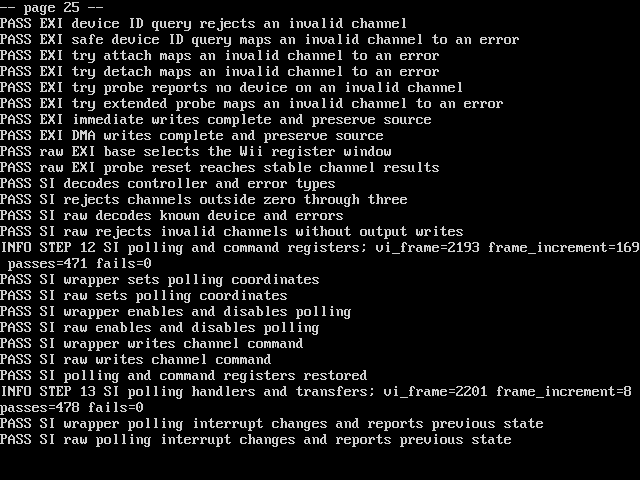 -- page 25 --
PASS EXI device ID query rejects an invalid channel
PASS EXI safe device ID query maps an invalid channel to an error
PASS EXI try attach maps an invalid channel to an error
PASS EXI try detach maps an invalid channel to an error
PASS EXI try probe reports no device on an invalid channel
PASS EXI try extended probe maps an invalid channel to an error
PASS EXI immediate writes complete and preserve source
PASS EXI DMA writes complete and preserve source
PASS raw EXI base selects the Wii register window
PASS raw EXI probe reset reaches stable channel results
PASS SI decodes controller and error types
PASS SI rejects channels outside zero through three
PASS SI raw decodes known device and errors
PASS SI raw rejects invalid channels without output writes
INFO STEP 12 SI polling and command registers; vi_frame=2193 frame_increment=169
 passes=471 fails=0
PASS SI wrapper sets polling coordinates
PASS SI raw sets polling coordinates
PASS SI wrapper enables and disables polling
PASS SI raw enables and disables polling
PASS SI wrapper writes channel command
PASS SI raw writes channel command
PASS SI polling and command registers restored
INFO STEP 13 SI polling handlers and transfers; vi_frame=2201 frame_increment=8
passes=478 fails=0
PASS SI wrapper polling interrupt changes and reports previous state
PASS SI raw polling interrupt changes and reports previous state